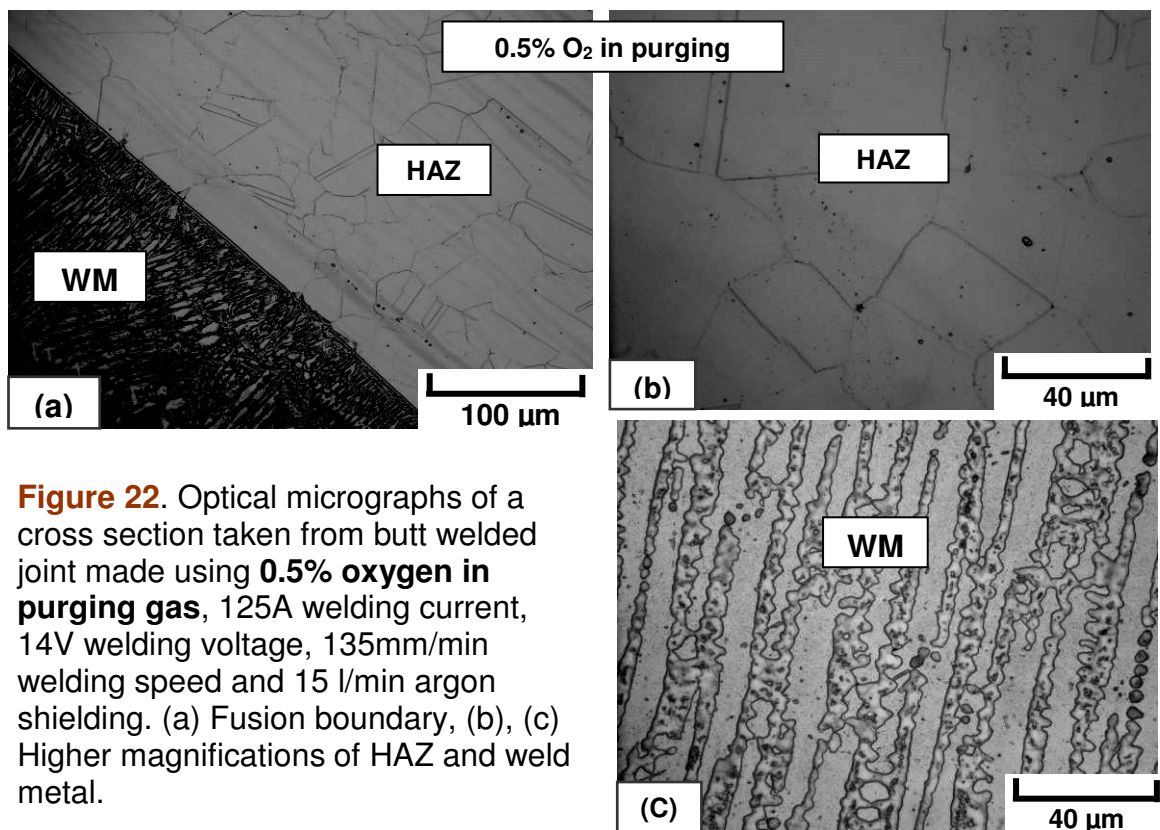 0.5% O₂ in purging
HAZ
WM
(a)
100 µm
HAZ
(b)
40 µm
WM
(C)
40 µm
Figure 22. Optical micrographs of a
cross section taken from butt welded
joint made using 0.5% oxygen in
purging gas, 125A welding current,
14V welding voltage, 135mm/min
welding speed and 15 l/min argon
shielding. (a) Fusion boundary, (b), (c)
Higher magnifications of HAZ and weld
metal.